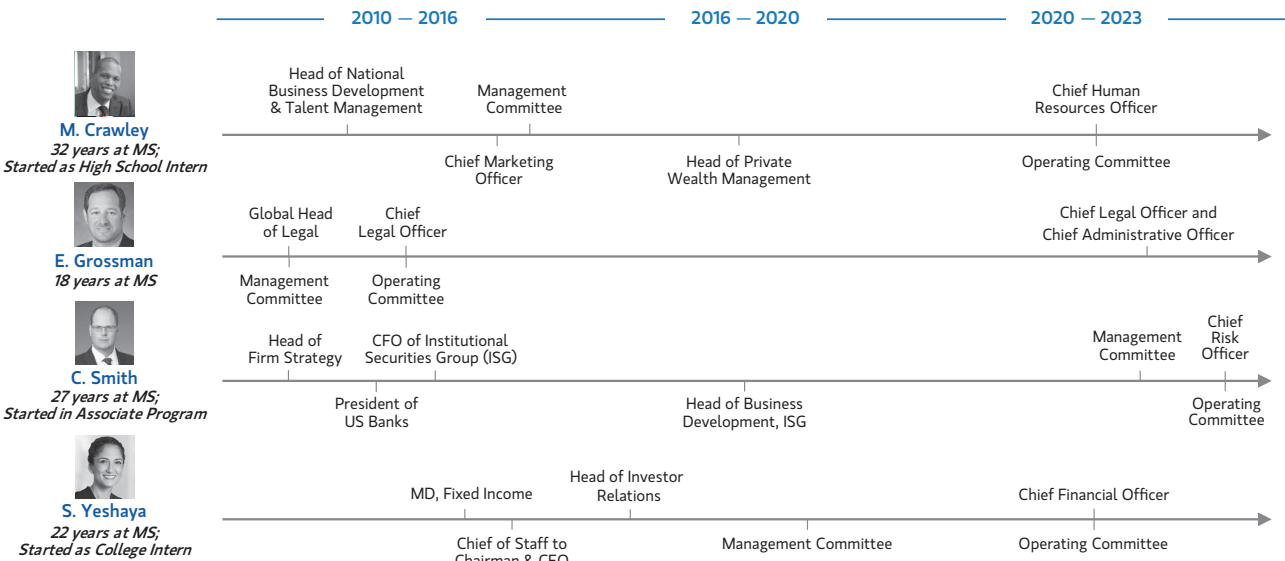 2010 — 2016
2016 — 2020
2020 — 2023
Head of National
Business Development
& Talent Management
Management
Committee
Chief Human
Resources Officer
M. Crawley
32 years at MS;
Started as High School Intern
Chief Marketing
Officer
Head of Private
Wealth Management
Operating Committee
Global Head
of Legal
Chief
Legal Officer
Chief Legal Officer and
Chief Administrative Officer
E. Grossman
18 years at MS
Management
Committee
Operating
Committee
Head of
Firm Strategy
CFO of Institutional
Securities Group (ISG)
Management
Committee
Chief
Risk
Officer
C. Smith
27 years at MS;
Started in Associate Program
President of
US Banks
Head of Business
Development, ISG
Operating
Committee
MD, Fixed Income
Head of Investor
Relations
Chief Financial Officer
S. Yeshaya
22 years at MS;
Started as College Intern
Chief of Staff to
Chairman & CEO
Management Committee
Operating Committee